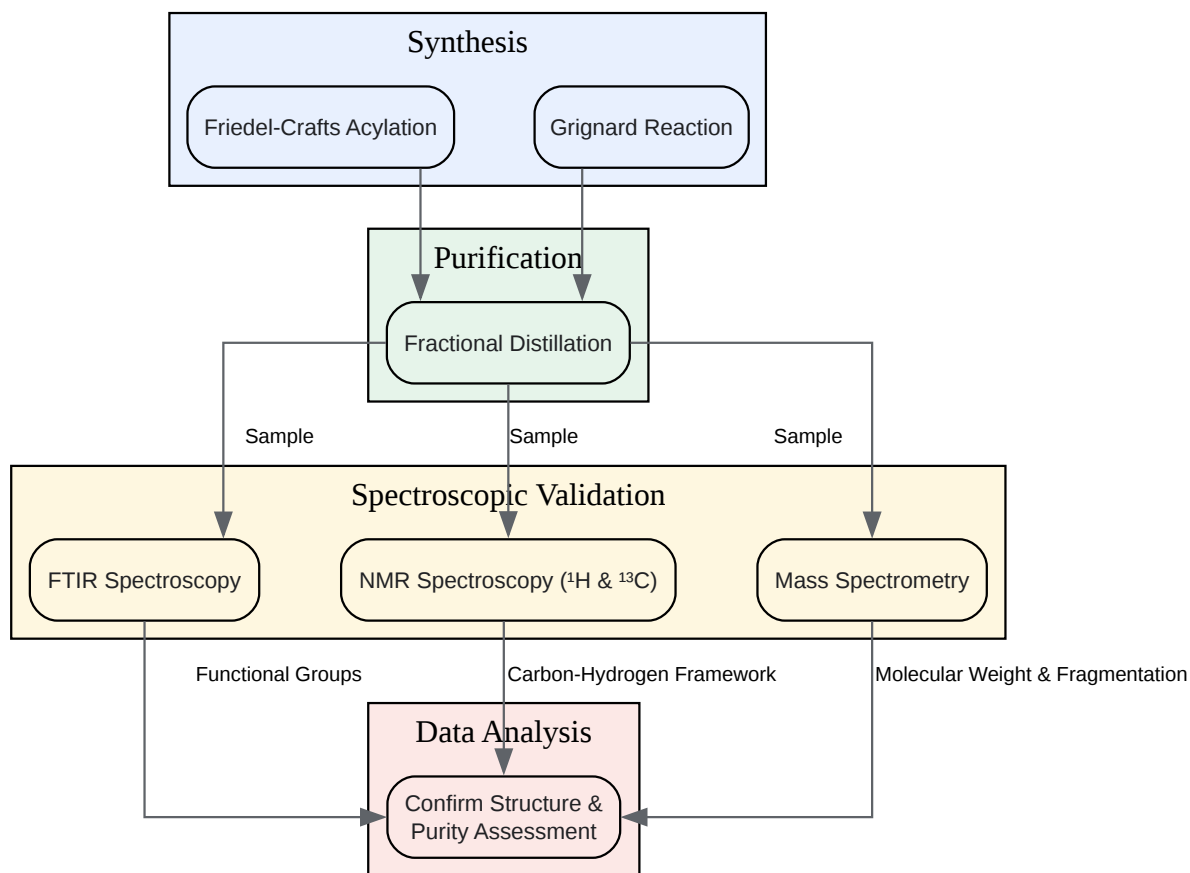 Synthesis
Friedel-Crafts Acylation
Grignard Reaction
Purification
Fractional Distillation
Sample
Sample
Sample
Spectroscopic Validation
FTIR Spectroscopy
NMR Spectroscopy (¹H & ¹³C)
Mass Spectrometry
Functional Groups
Carbon-Hydrogen Framework
Molecular Weight & Fragmentation
Data Analysis
Confirm Structure &
Purity Assessment